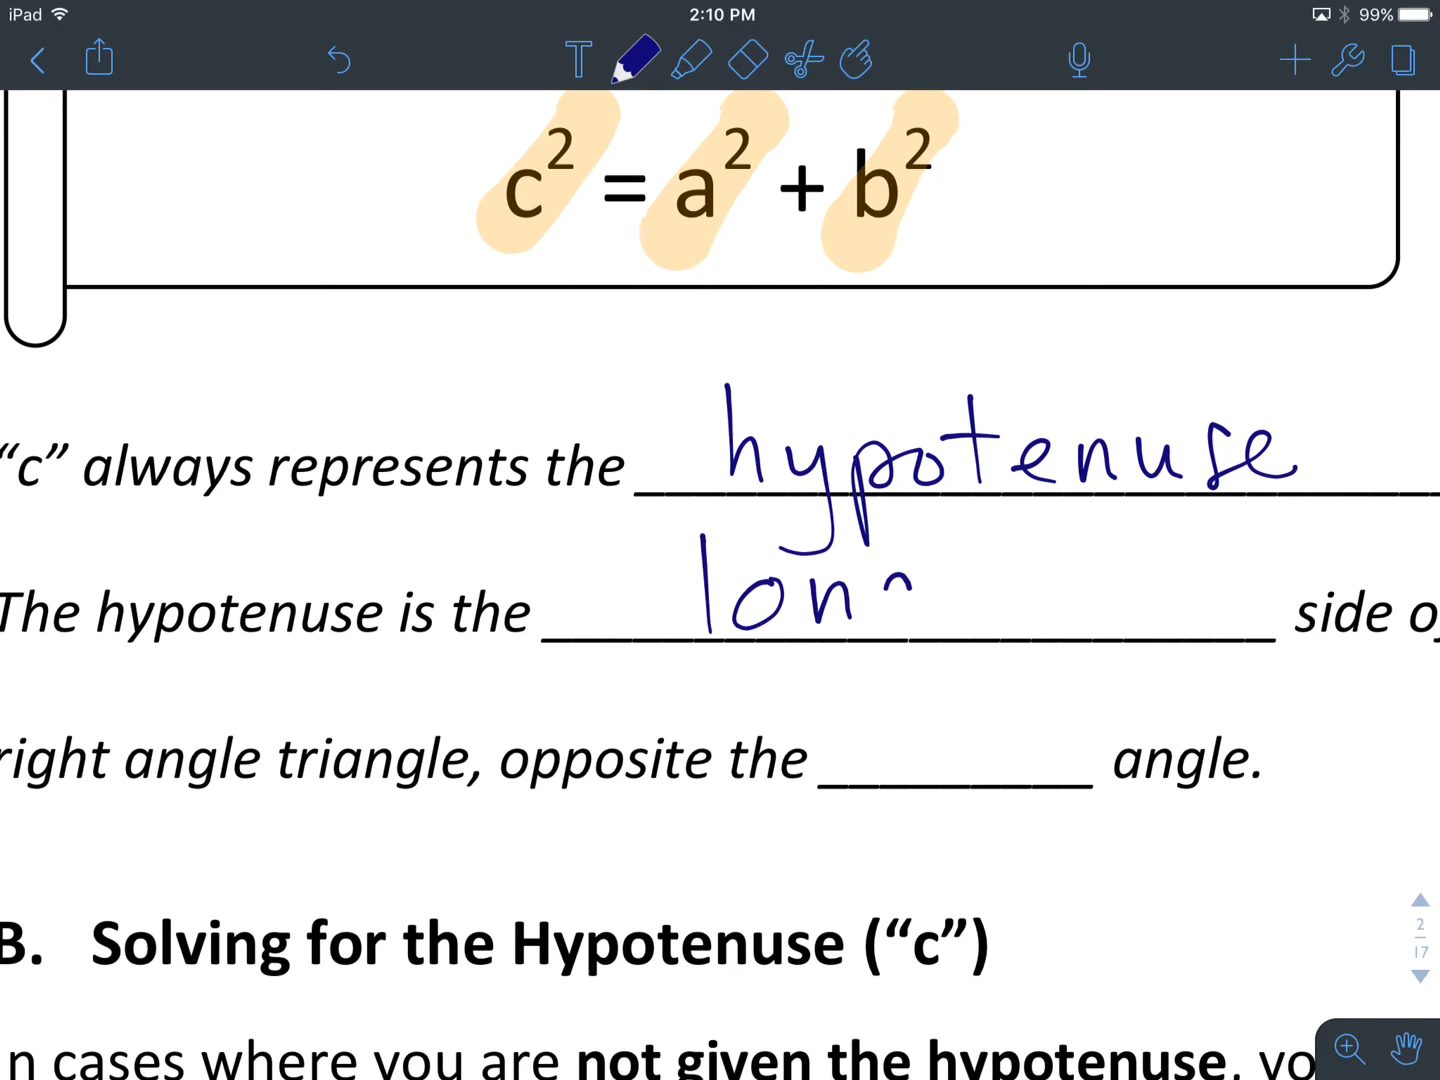 iPad 2:10 PM 99%
T
c² = a² + b²
“c” always represents the hypotenuse
The hypotenuse is the lon side
right angle triangle, opposite the _________ angle.
B. Solving for the Hypotenuse (“c”)
n cases where you are not given the hypotenuse, yo
2
17